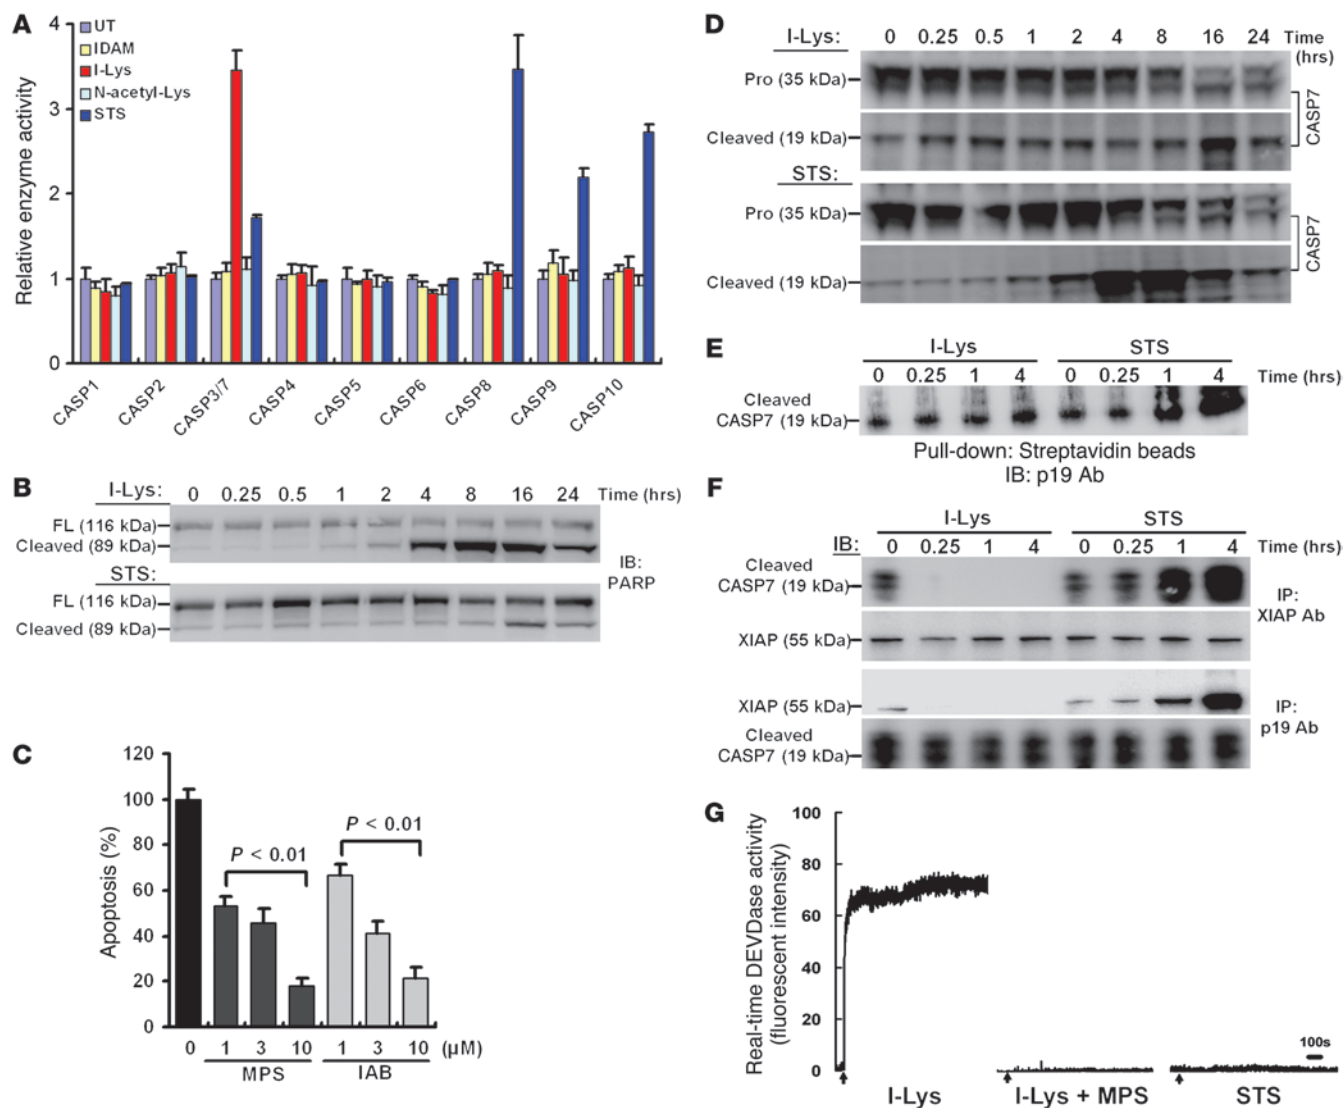 A
Relative enzyme activity
4
3
2
1
0
UT
IDAM
I-Lys
N-acetyl-Lys
STS
CASP1 CASP2 CASP3/7 CASP4 CASP5 CASP6 CASP8 CASP9 CASP10
B
I-Lys: 0 0.25 0.5 1 2 4 8 16 24 Time (hrs)
FL (116 kDa)
Cleaved (89 kDa)
STS:
FL (116 kDa)
Cleaved (89 kDa)
IB:
PARP
C
Apoptosis (%)
120
100
80
60
40
20
0
P < 0.01
P < 0.01
0 1 3 10 1 3 10 (μM)
MPS IAB
D
I-Lys: 0 0.25 0.5 1 2 4 8 16 24 Time
(hrs)
Pro (35 kDa)
Cleaved (19 kDa)
CASP7
STS:
Pro (35 kDa)
Cleaved (19 kDa)
CASP7
E
I-Lys STS
0 0.25 1 4 0 0.25 1 4 Time (hrs)
Cleaved
CASP7 (19 kDa)
Pull-down: Streptavidin beads
IB: p19 Ab
F
I-Lys STS
IB: 0 0.25 1 4 0 0.25 1 4 Time (hrs)
Cleaved
CASP7 (19 kDa)
XIAP (55 kDa)
IP:
XIAP Ab
XIAP (55 kDa)
Cleaved
CASP7 (19 kDa)
IP:
p19 Ab
G
Real-time DEVDase activity
(fluorescent intensity)
100
80
60
40
20
0
100s
I-Lys I-Lys + MPS STS